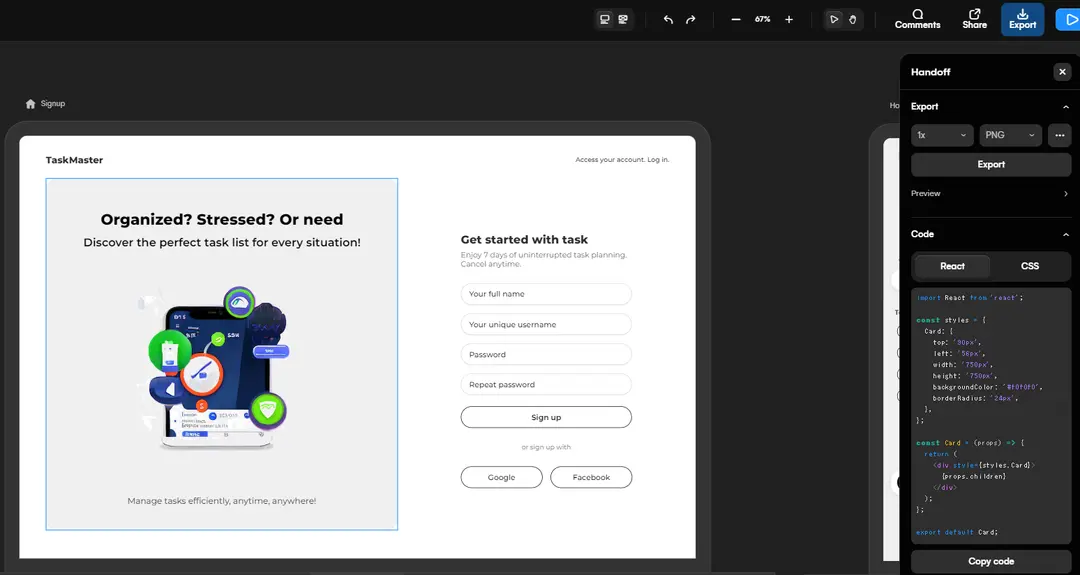 67%
Comments
Share
Export
Signup
Ho
Handoff
Export
1x
PNG
Export
Preview
Code
React
CSS
import React from 'react';
const styles = {
Card: {
top: '90px',
left: '56px',
width: '750px',
height: '750px',
backgroundColor: '#f0f0f0',
borderRadius: '24px',
},
};
const Card = (props) => {
return (
<div style={styles.Card}>
{props.children}
</div>
);
};
export default Card;
Copy code
TaskMaster
Access your account. Log in.
Organized? Stressed? Or need
Discover the perfect task list for every situation!
Manage tasks efficiently, anytime, anywhere!
Get started with task
Enjoy 7 days of uninterrupted task planning.
Cancel anytime.
Your full name
Your unique username
Password
Repeat password
Sign up
or sign up with
Google
Facebook